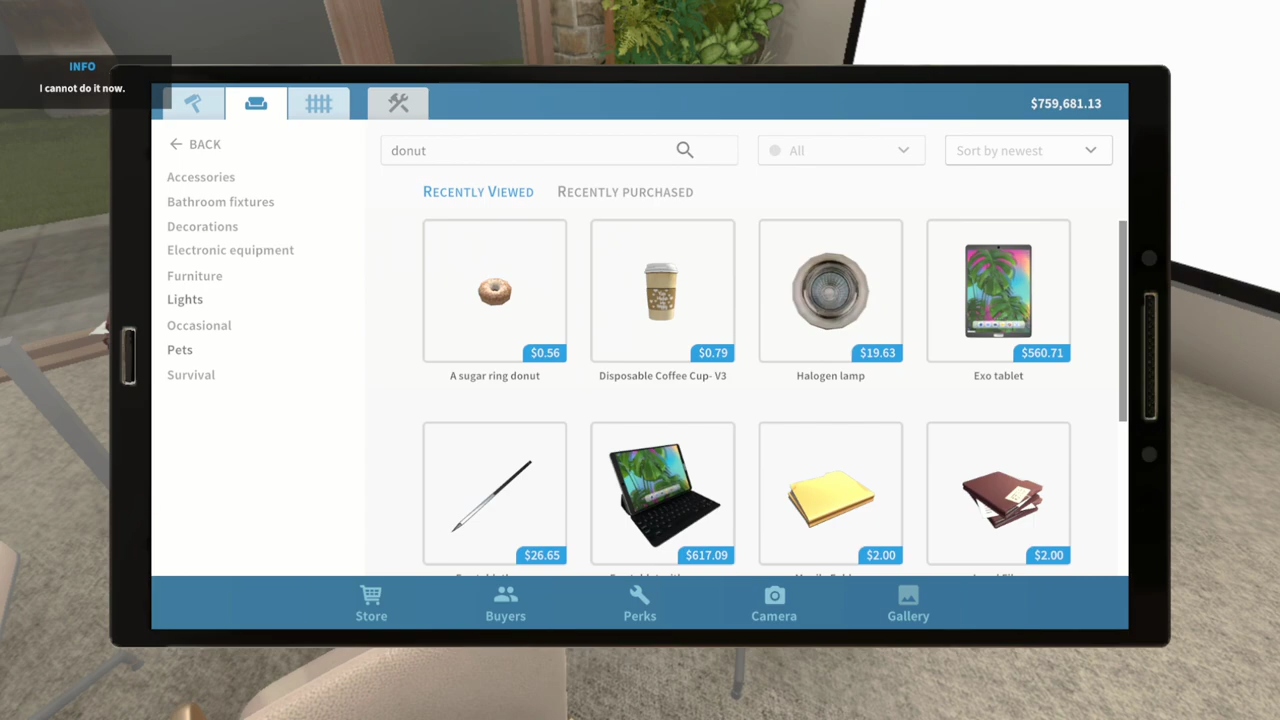 INFO
I cannot do it now.
$759,681.13
BACK
Accessories
Bathroom fixtures
Decorations
Electronic equipment
Furniture
Lights
Occasional
Pets
Survival
donut
All
Sort by newest
RECENTLY VIEWED
RECENTLY PURCHASED
$0.56
$0.79
$19.63
$560.71
A sugar ring donut
Disposable Coffee Cup- V3
Halogen lamp
Exo tablet
$26.65
$617.09
$2.00
$2.00
Store
Buyers
Perks
Camera
Gallery